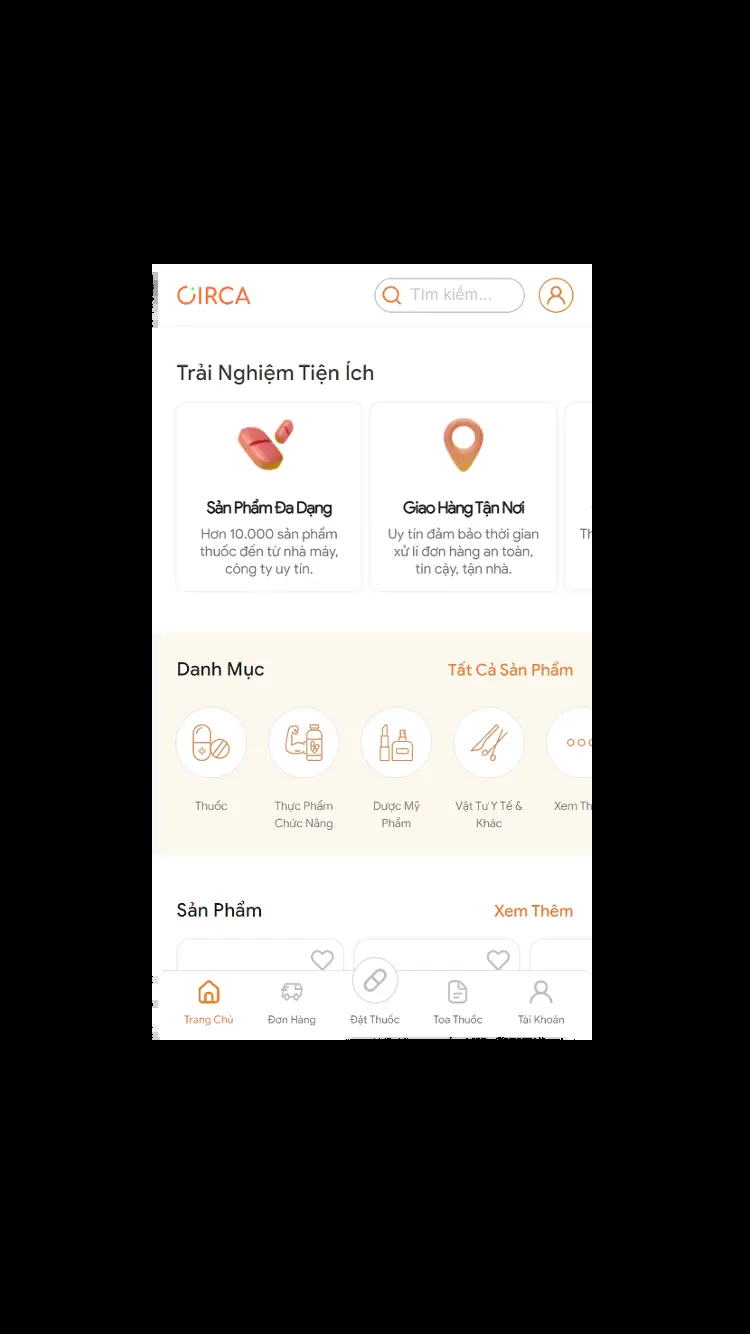 CIRCA
Tìm kiếm...
Trải Nghiệm Tiện Ích
Sản Phẩm Đa Dạng
Hơn 10.000 sản phẩm
thuốc đến từ nhà máy,
công ty uy tín.
Giao Hàng Tận Nơi
Uy tín đảm bảo thời gian
xử lí đơn hàng an toàn,
tin cậy, tận nhà.
Danh Mục
Tất Cả Sản Phẩm
Thuốc
Thực Phẩm
Chức Năng
Dược Mỹ
Phẩm
Vật Tư Y Tế &
Khác
Xem Th
Sản Phẩm
Xem Thêm
Trang Chủ
Đơn Hàng
Đặt Thuốc
Toa Thuốc
Tài Khoản